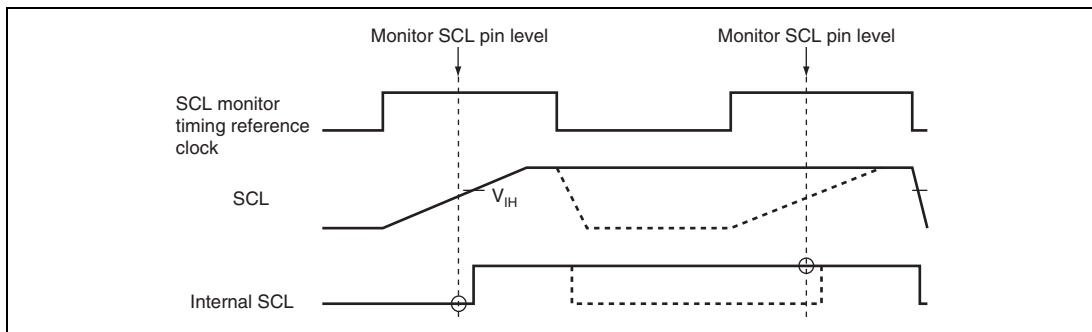 Monitor SCL pin level
Monitor SCL pin level
SCL monitor
timing reference
clock
SCL
VIH
Internal SCL